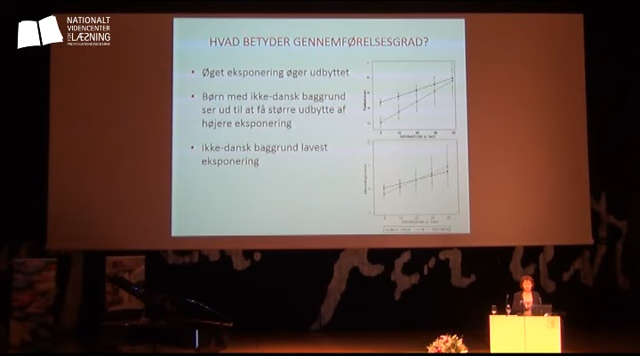 NATIONALT
VIDENCENTER
FOR LÆSNING
HVAD BETYDER GENNEMFØRELSESGRAD?
• Øget eksponering øger udbyttet
• Børn med ikke-dansk baggrund
ser ud til at få større udbytte af
højere eksponering
• Ikke-dansk baggrund lavest
eksponering